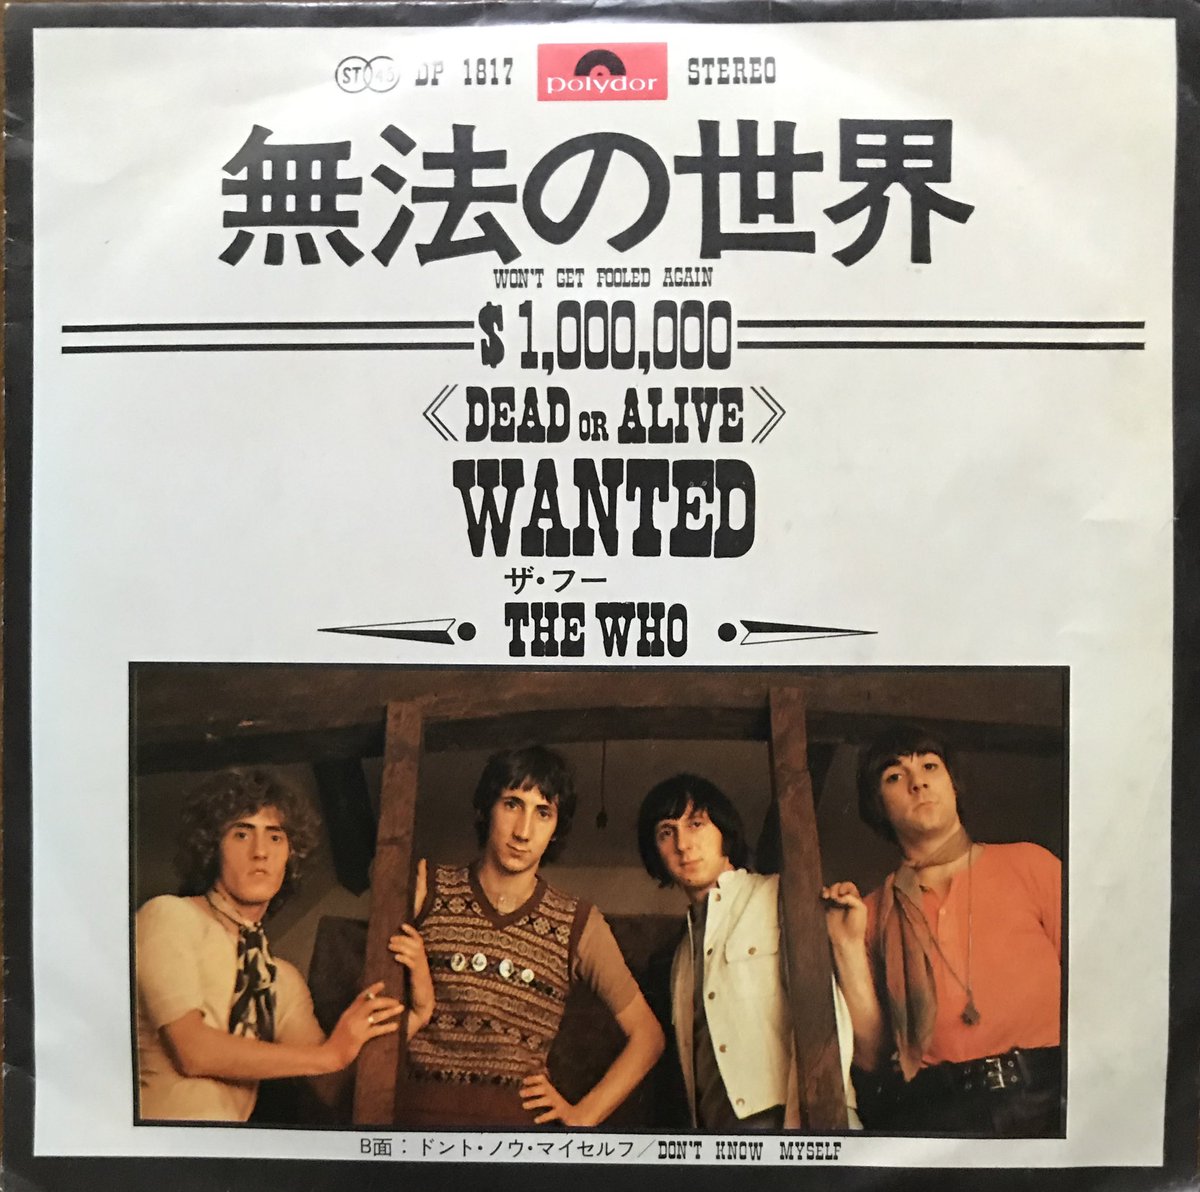 ST 45 DP 1817 polydor STEREO
無法の世界
WON'T GET FOOLED AGAIN
$1,000,000
《DEAD OR ALIVE》
WANTED
ザ・フー
THE WHO
B面：ドント・ノウ・マイセルフ／DON'T KNOW MYSELF